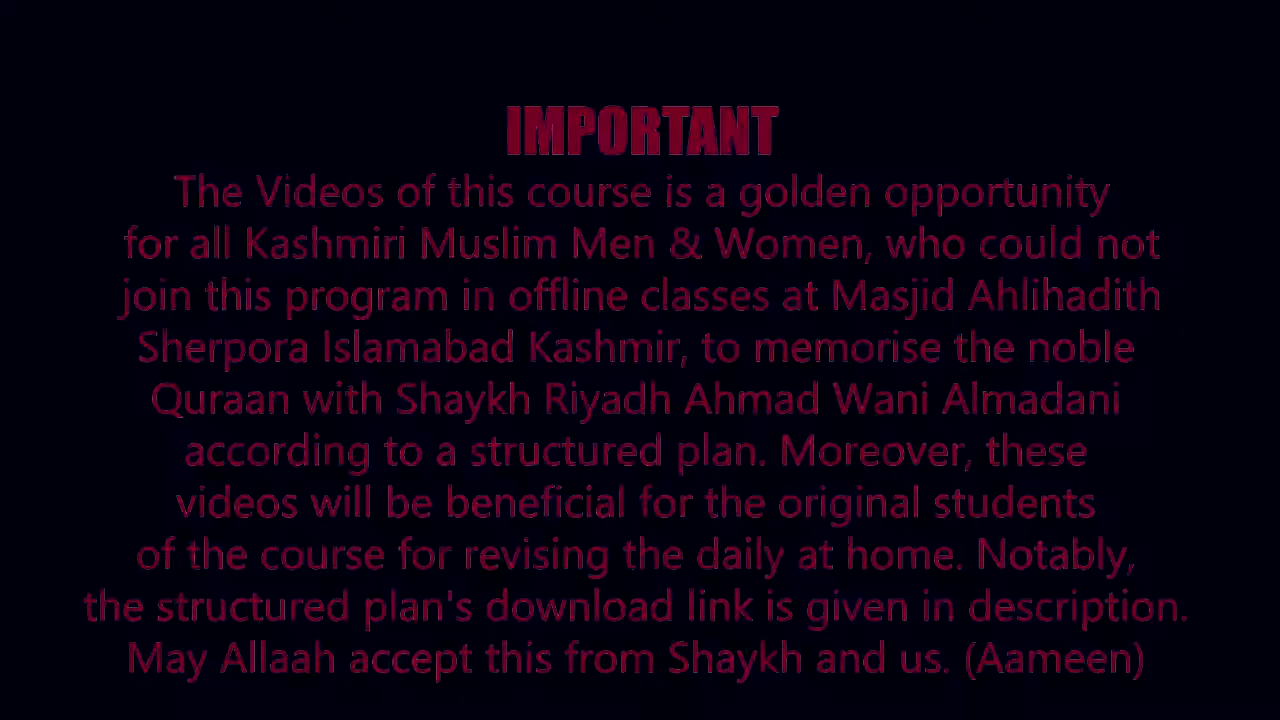 IMPORTANT
The Videos of this course is a golden opportunity
for all Kashmiri Muslim Men & Women, who could not
join this program in offline classes at Masjid Ahlihadith
Sherpora Islamabad Kashmir, to memorise the noble
Quraan with Shaykh Riyadh Ahmad Wani Almadani
according to a structured plan. Moreover, these
videos will be beneficial for the original students
of the course for revising the daily at home. Notably,
the structured plan's download link is given in description.
May Allaah accept this from Shaykh and us. (Aameen)